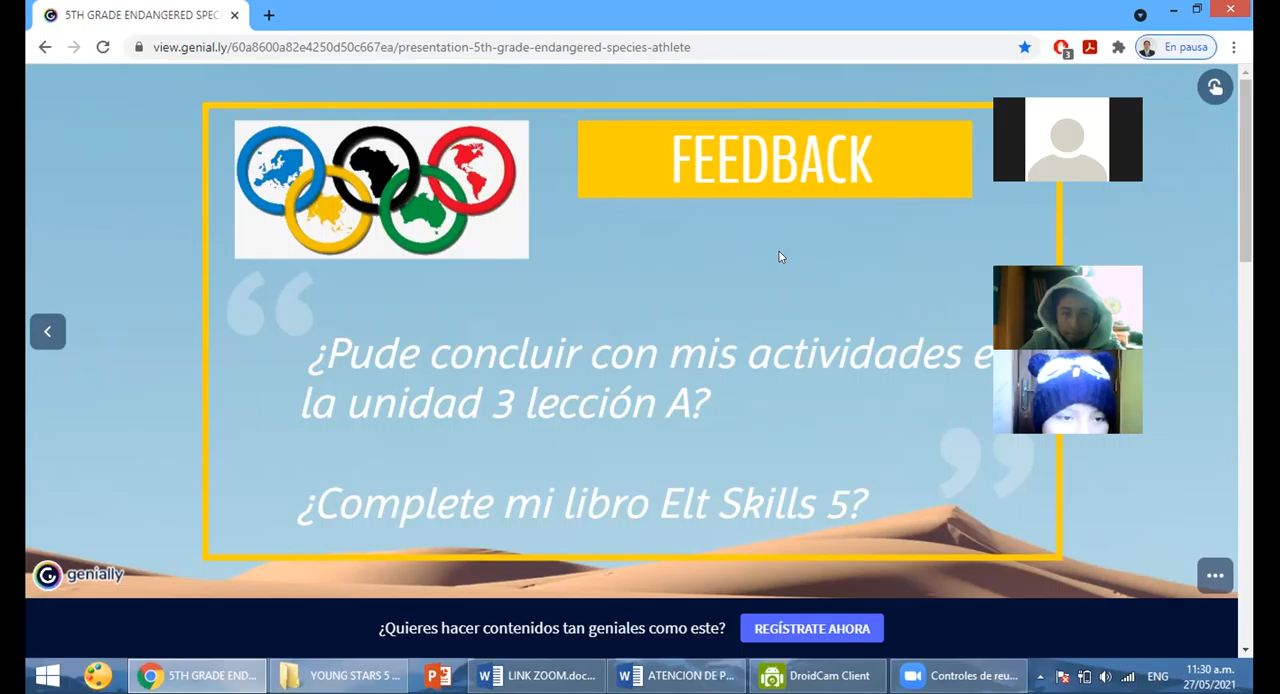 5TH GRADE ENDANGERED SPEC
view.genial.ly/60a8600a82e4250d50c667ea/presentation-5th-grade-endangered-species-athlete
3
En pausa
FEEDBACK
“
¿Pude concluir con mis actividades e
la unidad 3 lección A?
”
¿Complete mi libro Elt Skills 5?
genially
¿Quieres hacer contenidos tan geniales como este? REGÍSTRATE AHORA
5TH GRADE END... YOUNG STARS 5 ... LINK ZOOM.doc... ATENCION DE P... DroidCam Client Controles de reu... ENG 11:30 a.m.
27/05/2021